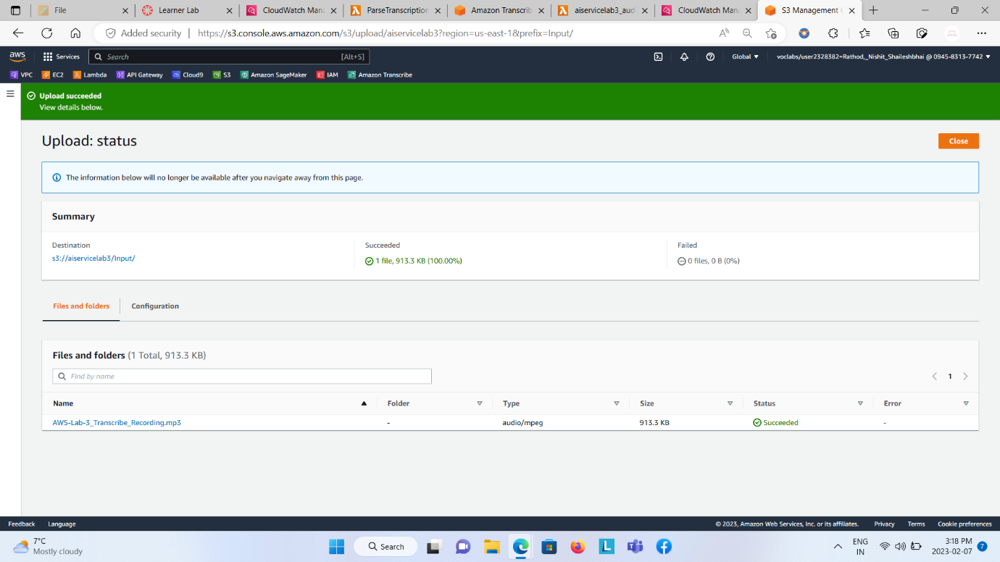 File
Learner Lab
CloudWatch Mana
ParseTranscription
Amazon Transcrib
aiservicelab3_aud
CloudWatch Mana
S3 Management C
Added security
https://s3.console.aws.amazon.com/s3/upload/aiservicelab3?region=us-east-1&prefix=Input/
aws
Services
Search
[Alt+S]
Global
voclabs/user2328382=Rathod,_Nishit_Shaileshbhai @ 0945-8313-7742
VPC
EC2
Lambda
API Gateway
Cloud9
S3
Amazon SageMaker
IAM
Amazon Transcribe
Upload succeeded
View details below.
Upload: status
Close
The information below will no longer be available after you navigate away from this page.
Summary
Destination
s3://aiservicelab3/Input/
Succeeded
1 file, 913.3 KB (100.00%)
Failed
0 files, 0 B (0%)
Files and folders
Configuration
Files and folders (1 Total, 913.3 KB)
Find by name
1
Name
Folder
Type
Size
Status
Error
AWS-Lab-3_Transcribe_Recording.mp3
-
audio/mpeg
913.3 KB
Succeeded
-
Feedback
Language
© 2023, Amazon Web Services, Inc. or its affiliates.
Privacy
Terms
Cookie preferences
7°C
Mostly cloudy
Search
ENG
IN
3:18 PM
2023-02-07
7